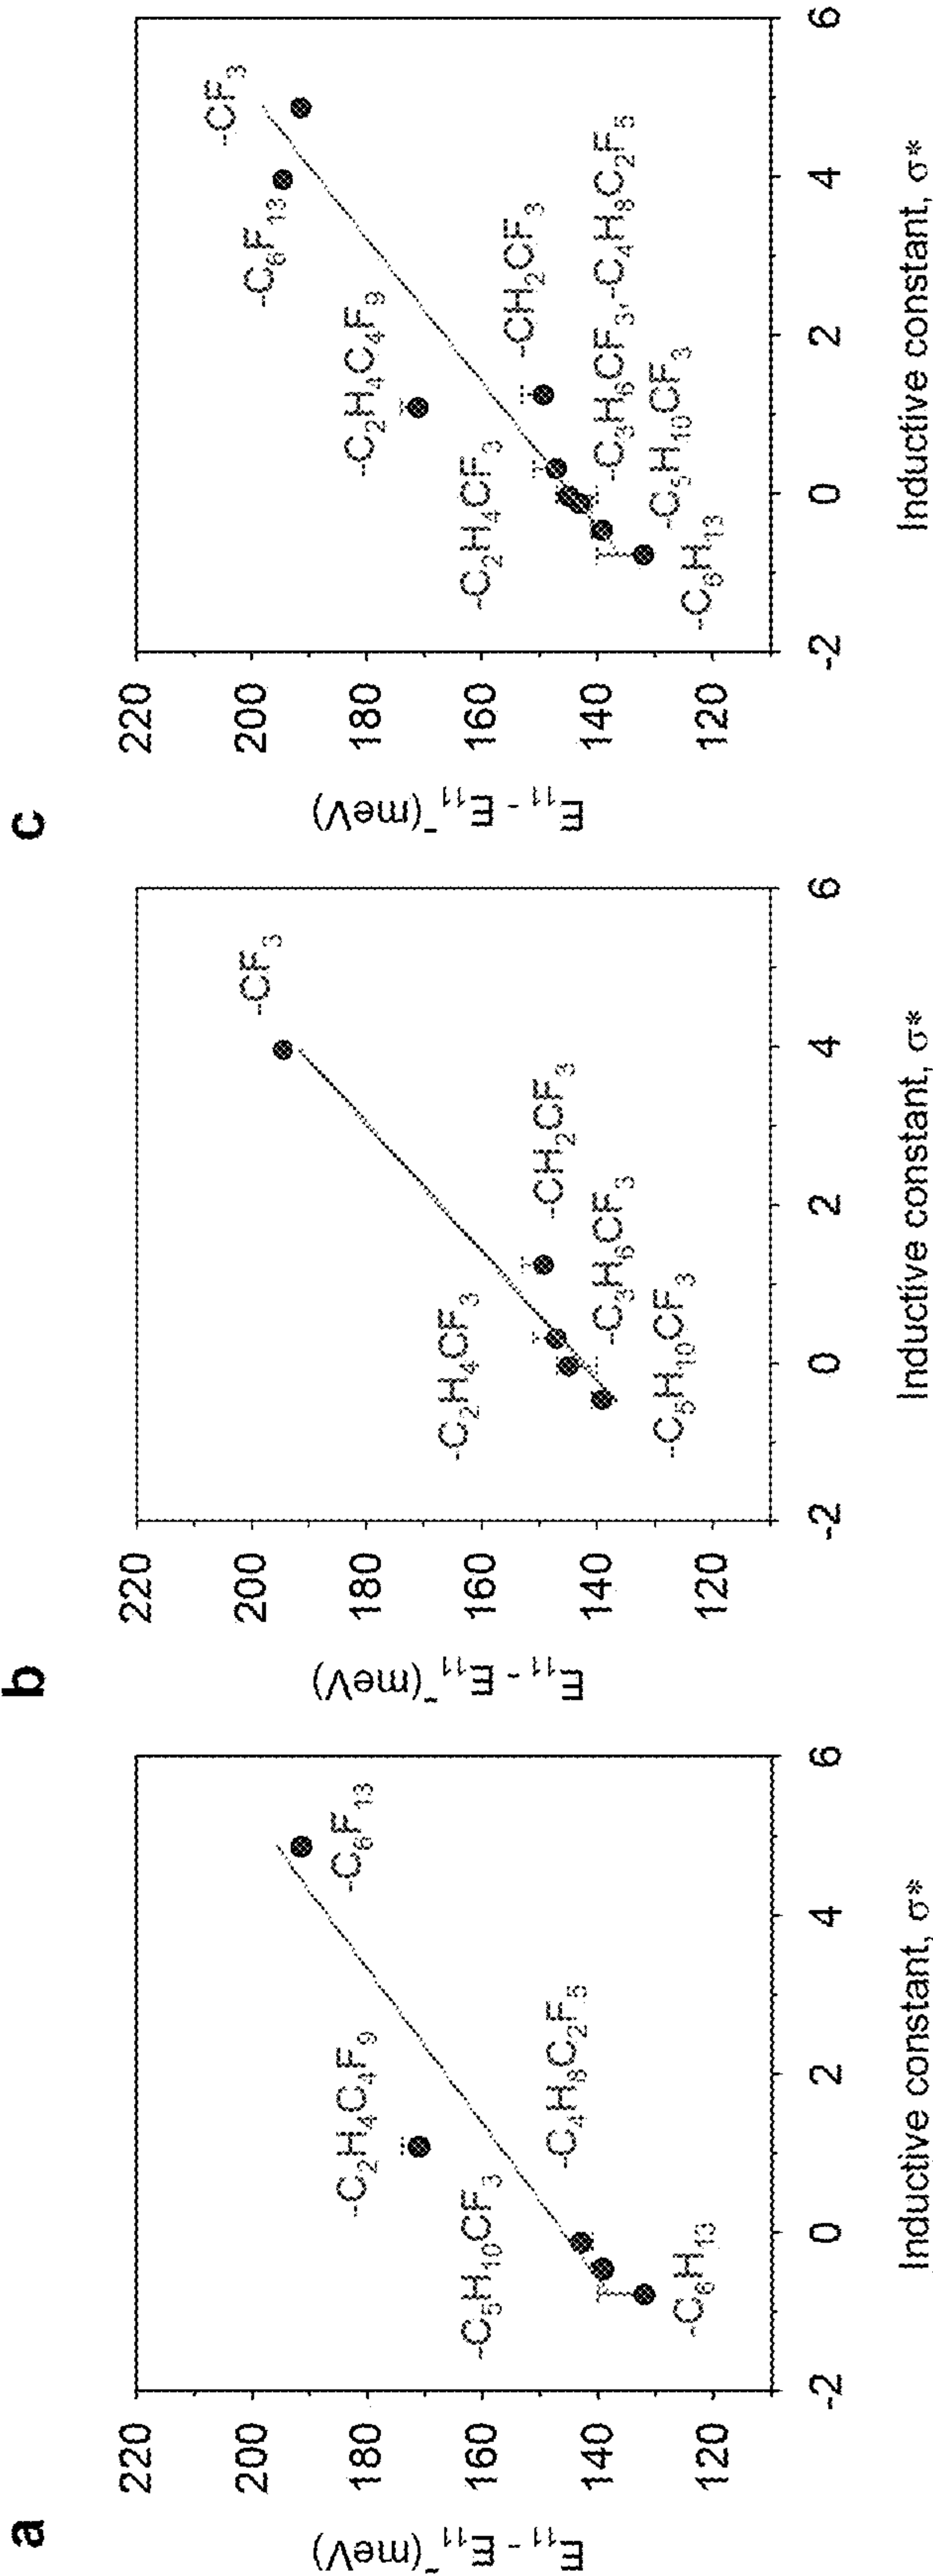 a
220
200
180
160
140
120
E₁₁ - E₁₁⁻ (meV)
-2
0
2
4
6
Inductive constant, σ*
-C₂H₄C₄F₉
-C₅H₁₀CF₃
-C₄H₈C₂F₅
-C₆H₁₃
-C₆F₁₃
b
220
200
180
160
140
120
E₁₁ - E₁₁⁻ (meV)
-2
0
2
4
6
Inductive constant, σ*
-CF₃
-C₂H₄CF₃
-CH₂CF₃
-C₃H₆CF₃
-C₅H₁₀CF₃
c
220
200
180
160
140
120
E₁₁ - E₁₁⁻ (meV)
-2
0
2
4
6
Inductive constant, σ*
-CF₃
-C₆F₁₃
-C₂H₄C₄F₉
-C₂H₄CF₃
-CH₂CF₃
-C₃H₆CF₃, -C₄H₈C₂F₅
-C₅H₁₀CF₃
-C₆H₁₃